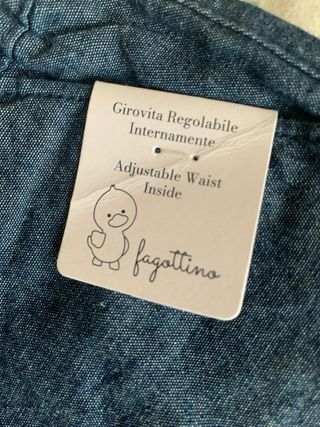 Girovita Regolabile
Internamente
Adjustable Waist
Inside
fagottino